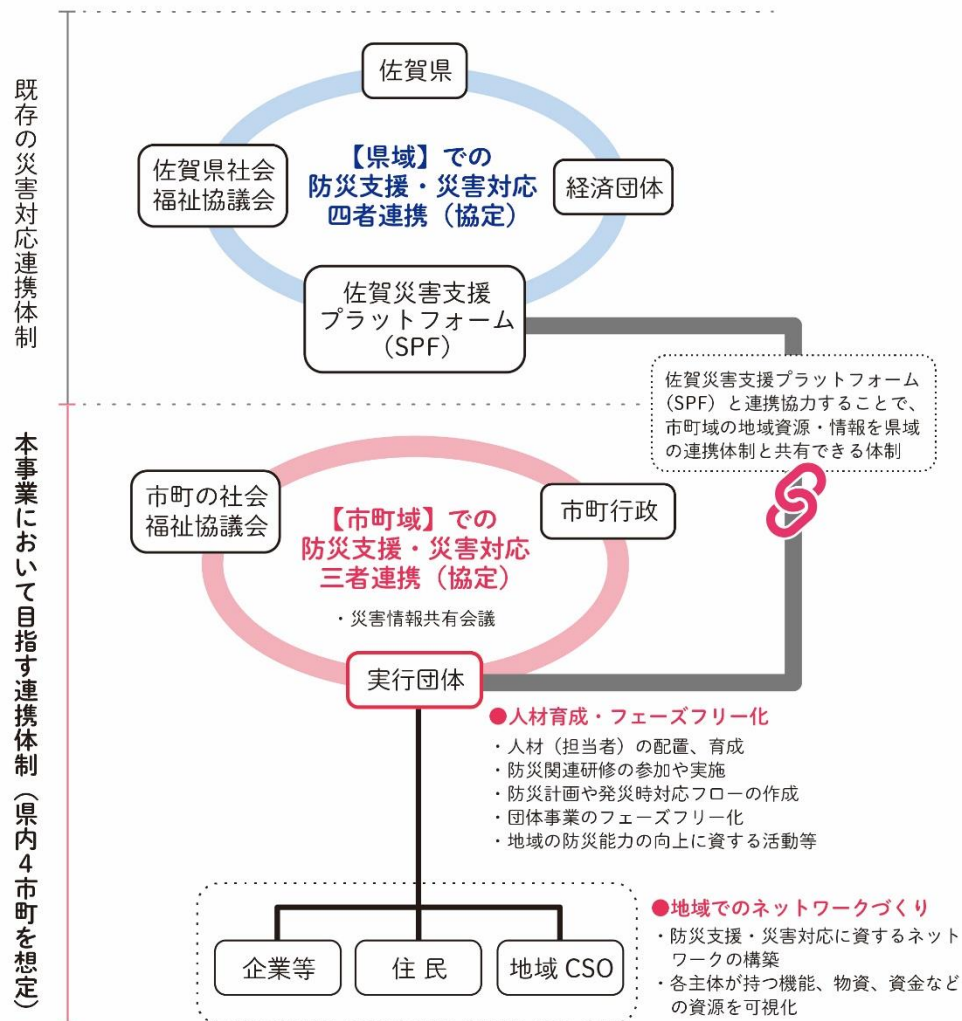 既存の災害対応連携体制
佐賀県
佐賀県社会
福祉協議会
【県域】での
防災支援・災害対応
四者連携（協定）
経済団体
佐賀災害支援
プラットフォーム
(SPF)
佐賀災害支援プラットフォーム
(SPF）と連携協力することで、
市町域の地域資源・情報を県域
の連携体制と共有できる体制
本事業において目指す連携体制（県内４市町を想定）
市町の社会
福祉協議会
【市町域】での
防災支援・災害対応
三者連携（協定）
・災害情報共有会議
市町行政
実行団体
●人材育成・フェーズフリー化
・人材（担当者）の配置、育成
・防災関連研修の参加や実施
・防災計画や発災時対応フローの作成
・団体事業のフェーズフリー化
・地域の防災能力の向上に資する活動等
企業等
住 民
地域 CSO
●地域でのネットワークづくり
・防災支援・災害対応に資するネット
ワークの構築
・各主体が持つ機能、物資、資金など
の資源を可視化